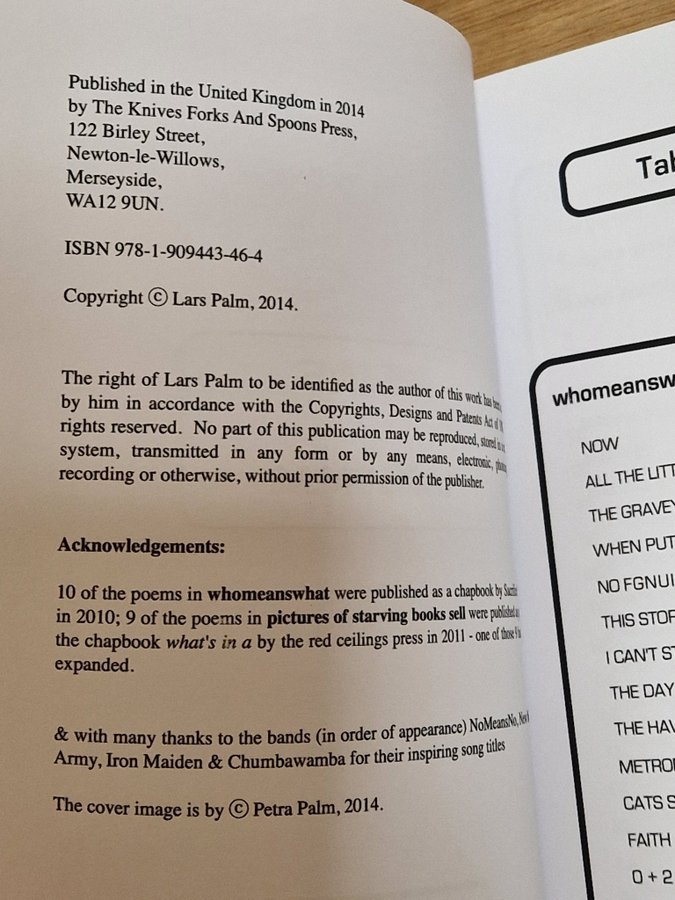 Published in the United Kingdom in 2014
by The Knives Forks And Spoons Press,
122 Birley Street,
Newton-le-Willows,
Merseyside,
WA12 9UN.
ISBN 978-1-909443-46-4
Copyright © Lars Palm, 2014.
The right of Lars Palm to be identified as the author of this work has been
by him in accordance with the Copyrights, Designs and Patents Act of
rights reserved. No part of this publication may be reproduced, stored in
system, transmitted in any form or by any means, electronic,
recording or otherwise, without prior permission of the publisher.
Acknowledgements:
10 of the poems in whomeanswhat were published as a chapbook by
in 2010; 9 of the poems in pictures of starving books sell were published
the chapbook what's in a by the red ceilings press in 2011 - one of those
expanded.
& with many thanks to the bands (in order of appearance) NoMeansNo, New
Army, Iron Maiden & Chumbawamba for their inspiring song titles
The cover image is by © Petra Palm, 2014.
Tab
whomeansw
NOW
ALL THE LITT
THE GRAVEY
WHEN PUT
NO FGNUI
THIS STOR
I CAN'T ST
THE DAY
THE HAV
METRO
CATS S
FAITH
0 + 2